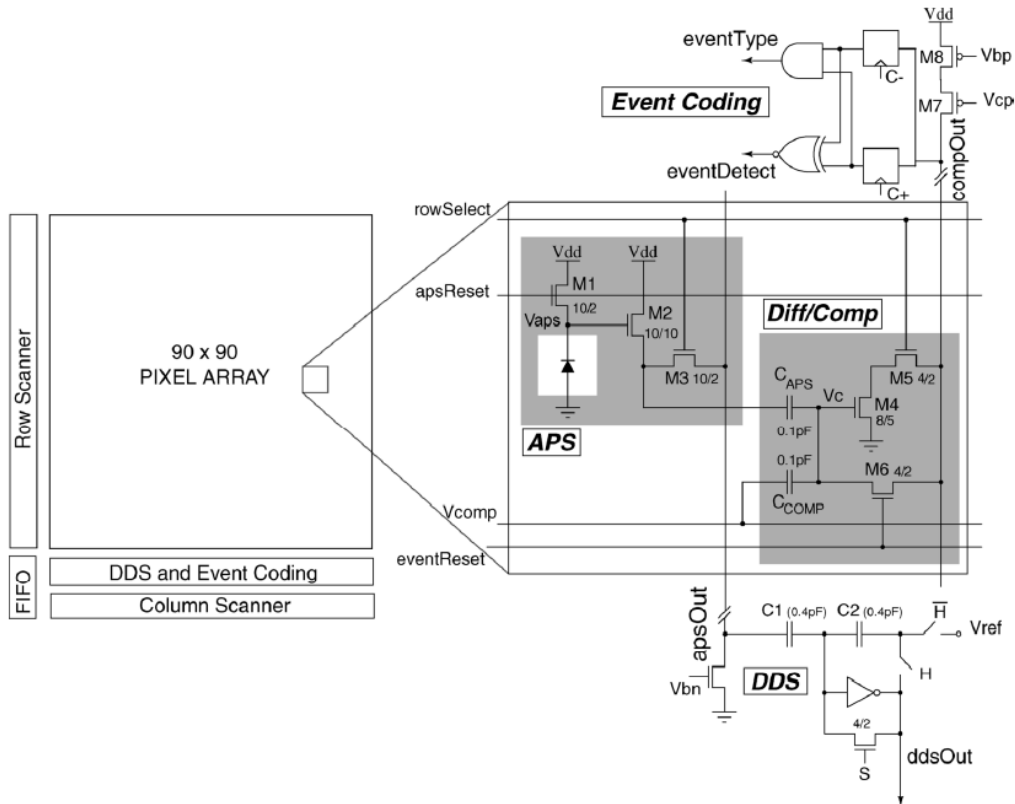 Vdd
eventType
M8
Vbp
C-
Event Coding
M7
Vcp
compOut
eventDetect
C+
rowSelect
Vdd
Vdd
M1
apsReset
10/2
M2
Diff/Comp
Vaps
10/10
90 x 90
PIXEL ARRAY
Row Scanner
M3 10/2
M5 4/2
CAPS
Vc
M4
8/5
0.1pF
APS
0.1pF
M6 4/2
CCOMP
Vcomp
eventReset
FIFO
DDS and Event Coding
Column Scanner
apsOut
C1 (0.4pF)
C2 (0.4pF)
H
Vref
Vbn
DDS
H
4/2
ddsOut
S